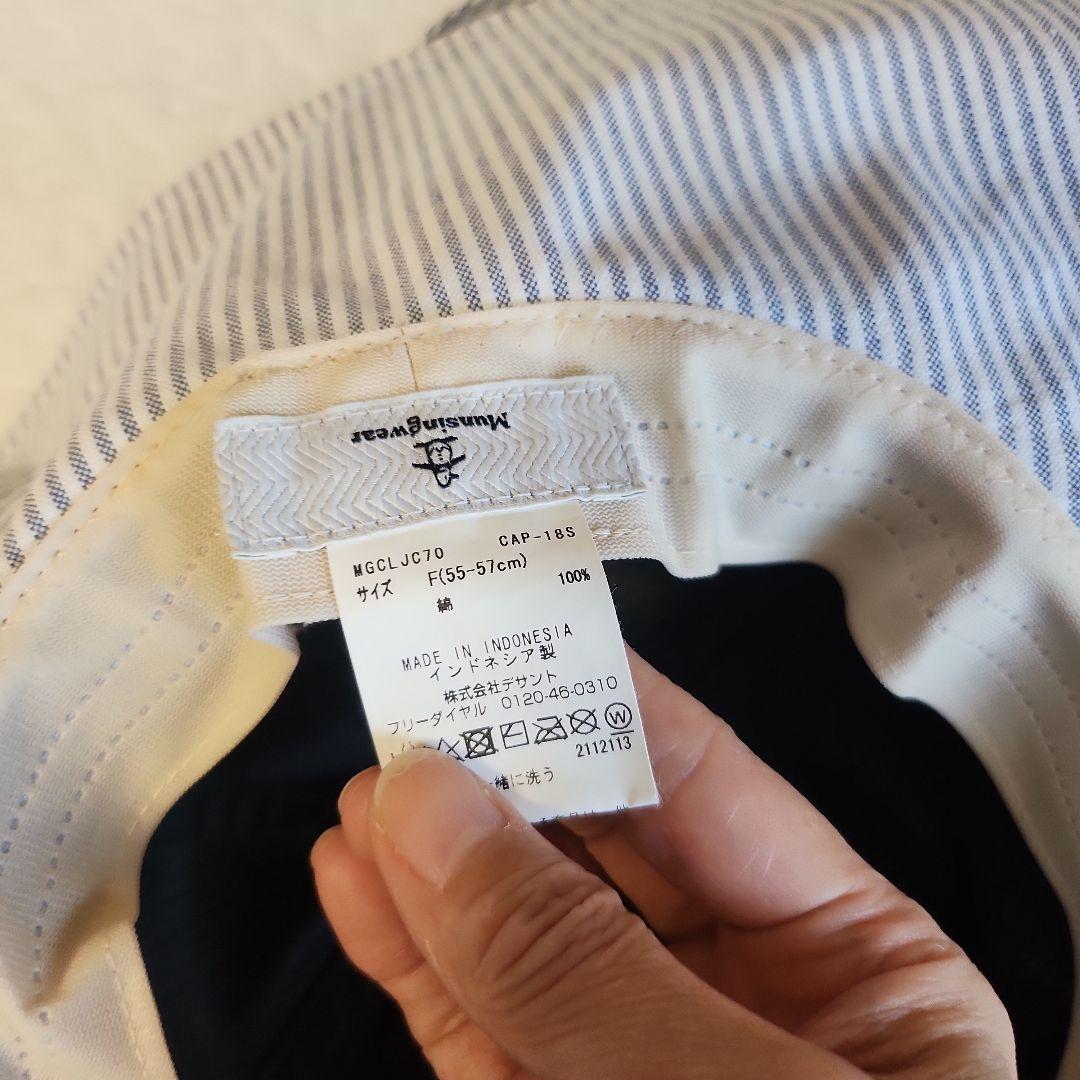 Munsingwear
MGCLJC70 CAP-18S
サイズ F(55-57cm)
綿 100%
MADE IN INDONESIA
インドネシア製
株式会社デサント
フリーダイヤル 0120-46-0310
W
2112113
緒に洗う